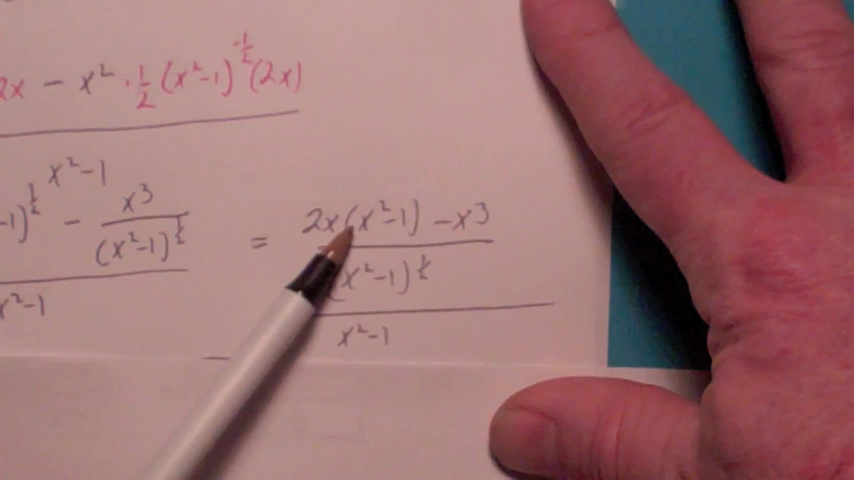 2x - x² · 1/2 (x²-1)^(-1/2) (2x)
x²-1
-1)^(1/2) - x³/(x²-1)^(1/2) = 2x(x²-1) - x³
(x²-1)^(1/2)
x²-1
x²-1